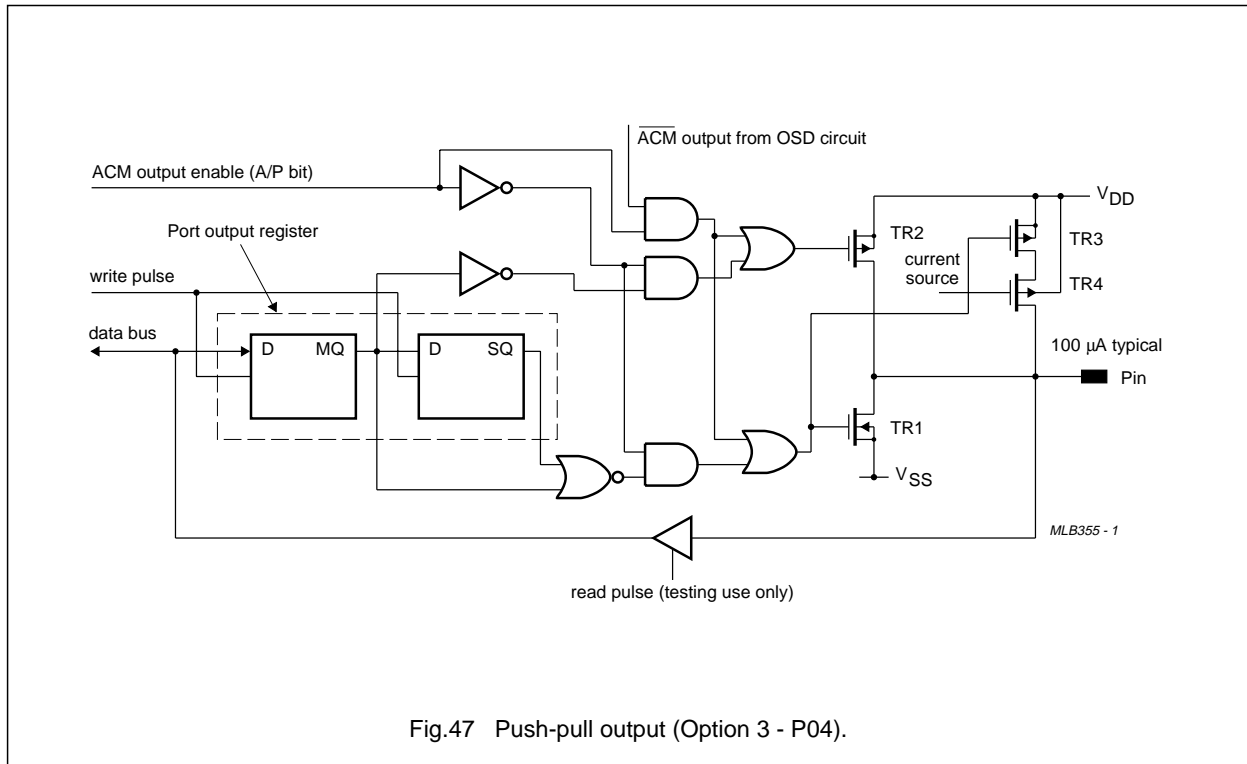 ACM output from OSD circuit
ACM output enable (A/P bit)
VDD
Port output register
TR2
TR3
current
source
TR4
write pulse
data bus
D
MQ
D
SQ
100 µA typical
Pin
TR1
VSS
MLB355 - 1
read pulse (testing use only)
Fig.47 Push-pull output (Option 3 - P04).